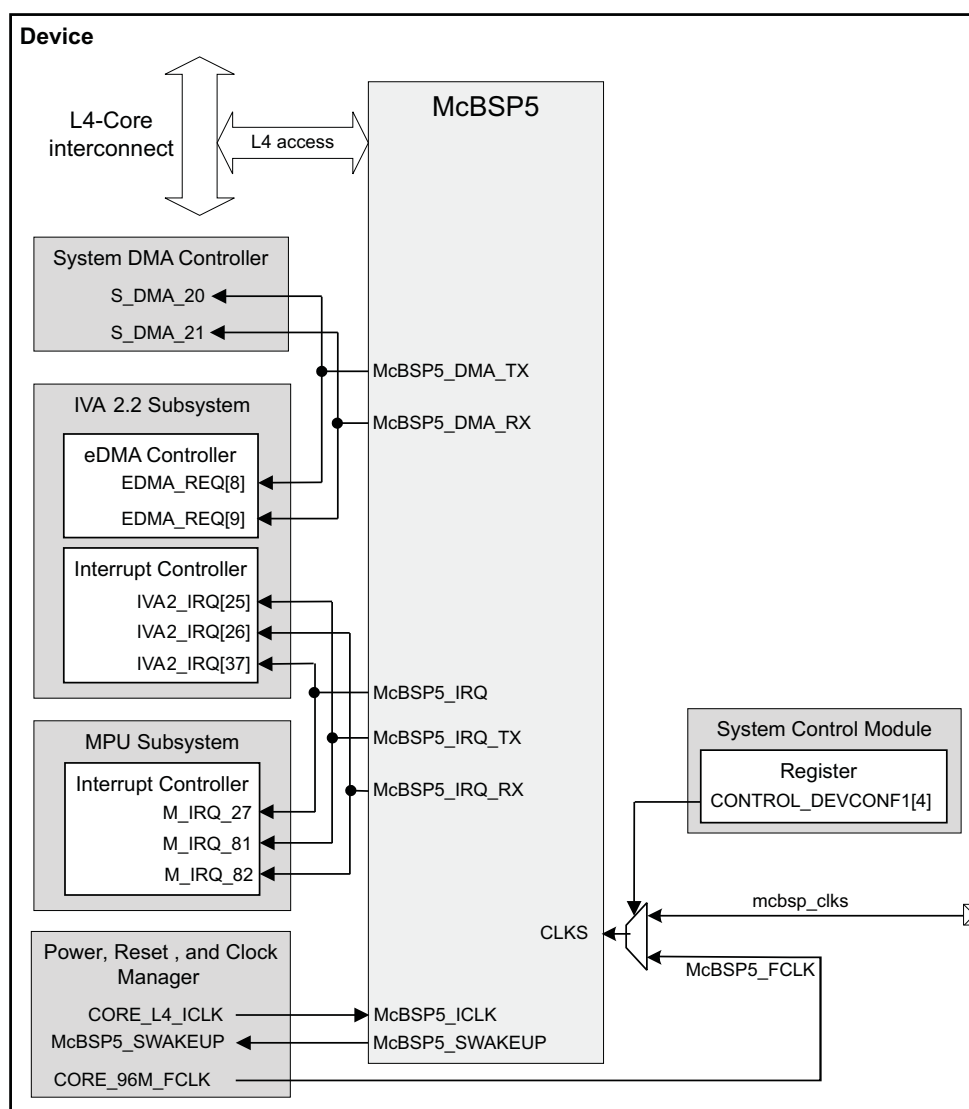 Device
McBSP5
L4-Core
interconnect
L4 access
System DMA Controller
S_DMA_20
S_DMA_21
McBSP5_DMA_TX
McBSP5_DMA_RX
IVA 2.2 Subsystem
eDMA Controller
EDMA_REQ[8]
EDMA_REQ[9]
Interrupt Controller
IVA2_IRQ[25]
IVA2_IRQ[26]
IVA2_IRQ[37]
McBSP5_IRQ
McBSP5_IRQ_TX
McBSP5_IRQ_RX
MPU Subsystem
Interrupt Controller
M_IRQ_27
M_IRQ_81
M_IRQ_82
System Control Module
Register
CONTROL_DEVCONF1[4]
mcbsp_clks
CLKS
McBSP5_FCLK
Power, Reset , and Clock
Manager
CORE_L4_ICLK
McBSP5_ICLK
McBSP5_SWAKEUP
McBSP5_SWAKEUP
CORE_96M_FCLK